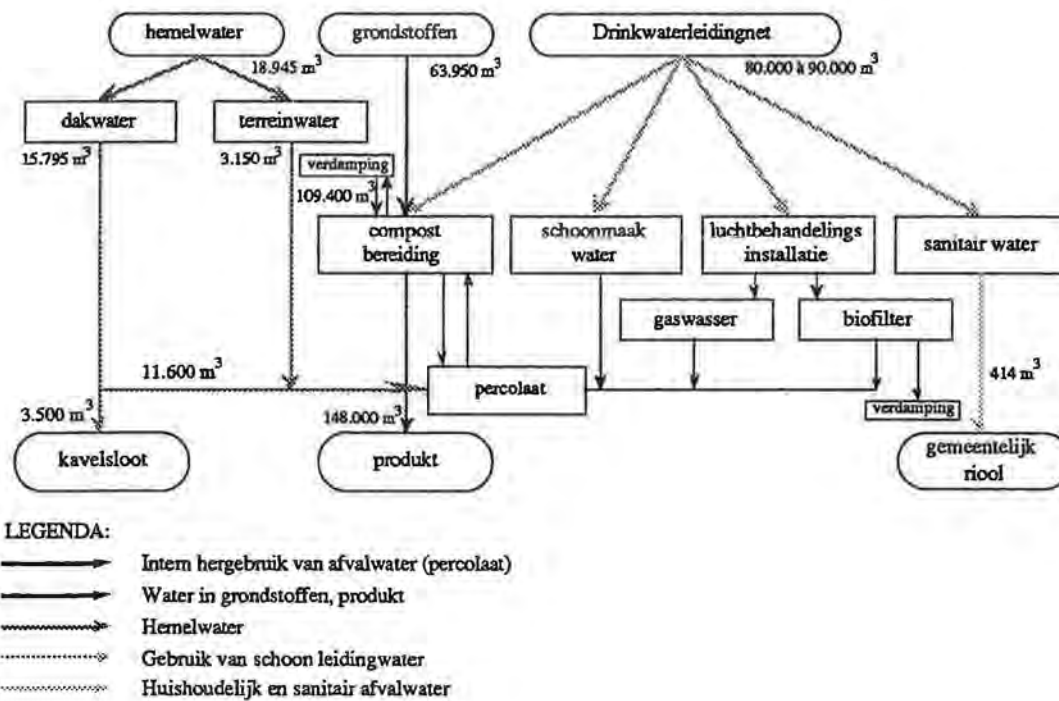 hemelwater
grondstoffen
Drinkwaterleidingnet
18.945 m³
63.950 m³
80.000 à 90.000 m³
dakwater
terreinwater
15.795 m³
3.150 m³
verdamping
109.400 m³
compost
bereiding
schoonmaak
water
luchtbehandelings
installatie
sanitair water
gaswasser
biofilter
11.600 m³
percolaat
414 m³
verdamping
3.500 m³
148.000 m³
kavelsloot
produkt
gemeentelijk
riool
LEGENDA:
Intern hergebruik van afvalwater (percolaat)
Water in grondstoffen, produkt
Hemelwater
Gebruik van schoon leidingwater
Huishoudelijk en sanitair afvalwater